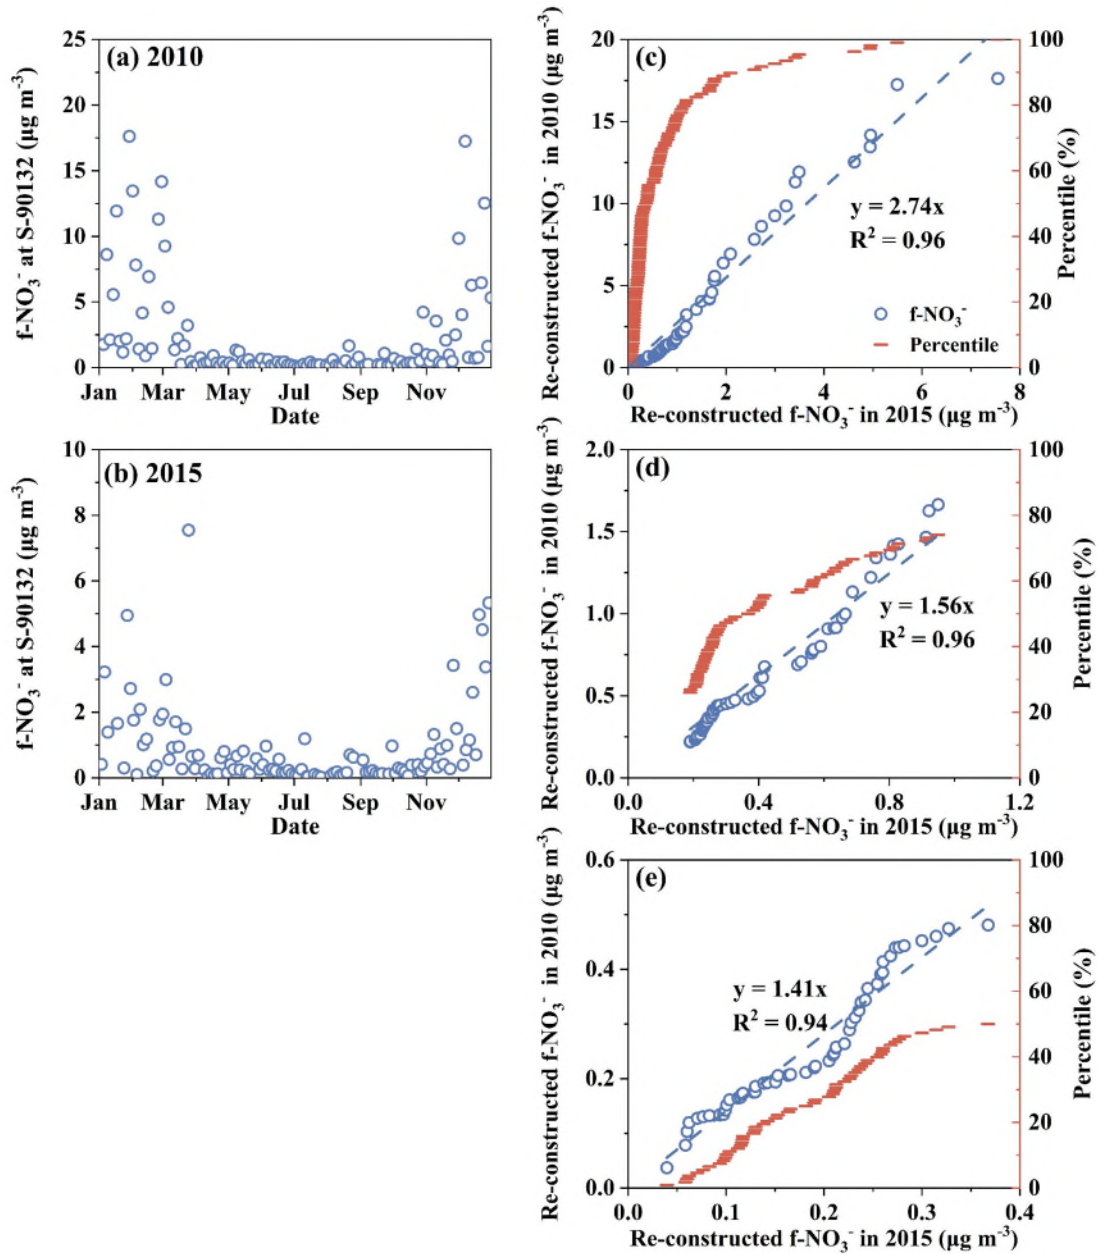 (a) 2010
f-NO₃⁻ at S-90132 (μg m⁻³)
25
20
15
10
5
0
Jan Mar May Jul Sep Nov
Date
(c)
Re-constructed f-NO₃⁻ in 2010 (μg m⁻³)
20
15
10
5
0
y = 2.74x
R² = 0.96
f-NO₃⁻
Percentile
100
80
60
40
20
0
Percentile (%)
0 2 4 6 8
Re-constructed f-NO₃⁻ in 2015 (μg m⁻³)
(b) 2015
f-NO₃⁻ at S-90132 (μg m⁻³)
10
8
6
4
2
0
Jan Mar May Jul Sep Nov
Date
(d)
Re-constructed f-NO₃⁻ in 2010 (μg m⁻³)
2.0
1.5
1.0
0.5
0.0
y = 1.56x
R² = 0.96
100
80
60
40
20
0
Percentile (%)
0.0 0.4 0.8 1.2
Re-constructed f-NO₃⁻ in 2015 (μg m⁻³)
(e)
Re-constructed f-NO₃⁻ in 2010 (μg m⁻³)
0.6
0.4
0.2
0.0
y = 1.41x
R² = 0.94
100
80
60
40
20
0
Percentile (%)
0.0 0.1 0.2 0.3 0.4
Re-constructed f-NO₃⁻ in 2015 (μg m⁻³)